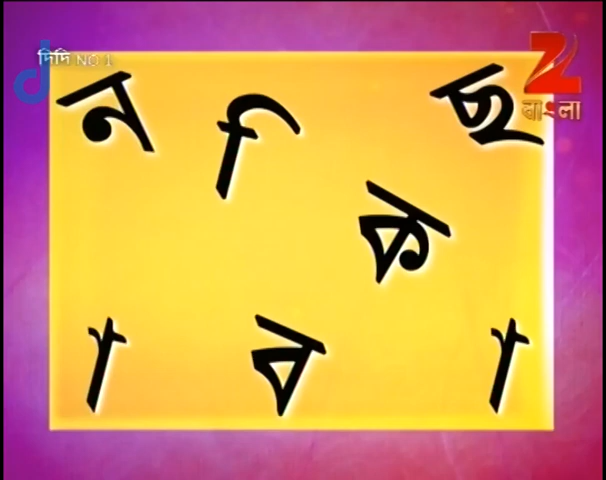 দিদি NO 1
বাংলা
ন ি ছ
ক
া ব া